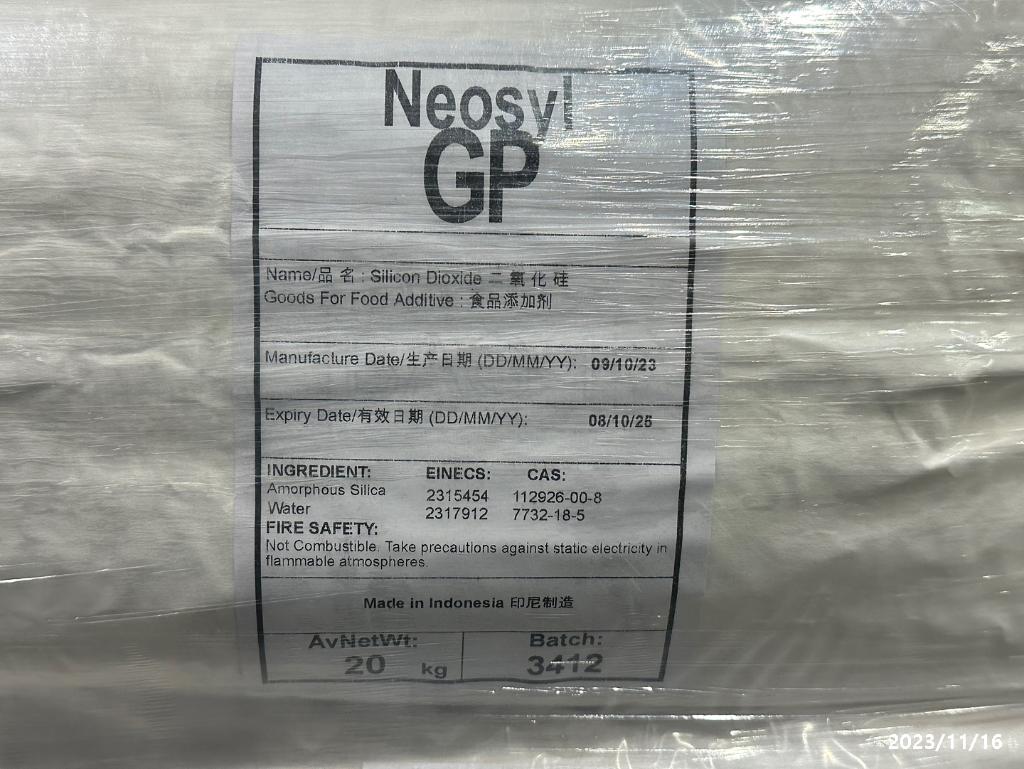 Neosyl
GP
Name/品 名 : Silicon Dioxide 二 氧 化 硅
Goods For Food Additive : 食品添加剂
Manufacture Date/生产日期 (DD/MM/YY): 09/10/23
Expiry Date/有效日期 (DD/MM/YY): 08/10/25
INGREDIENT: EINECS: CAS:
Amorphous Silica 2315454 112926-00-8
Water 2317912 7732-18-5
FIRE SAFETY:
Not Combustible. Take precautions against static electricity in
flammable atmospheres.
Made in Indonesia 印尼制造
AvNetWt: Batch:
20 kg 3412
2023/11/16